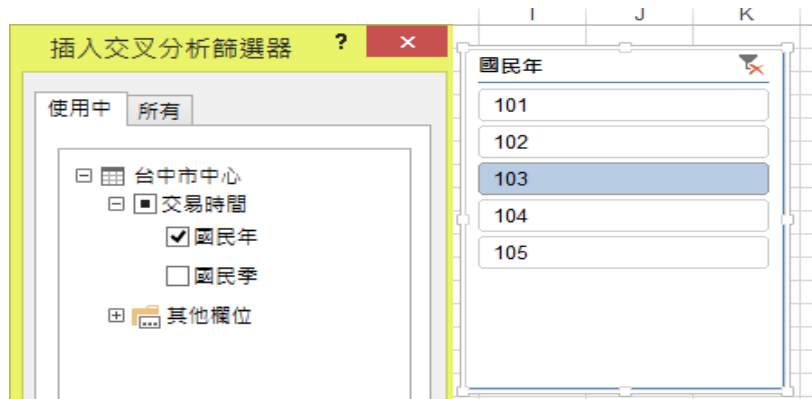 插入交叉分析篩選器 ? ×
使用中 所有
台中市中心
交易時間
國民年
國民季
其他欄位
I J K
國民年
101
102
103
104
105